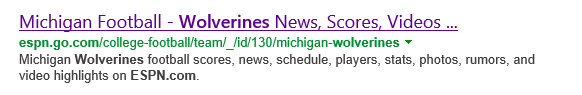 Michigan Football - Wolverines News, Scores, Videos ...
espn.go.com/college-football/team/_/id/130/michigan-wolverines
Michigan Wolverines football scores, news, schedule, players, stats, photos, rumors, and
video highlights on ESPN.com.